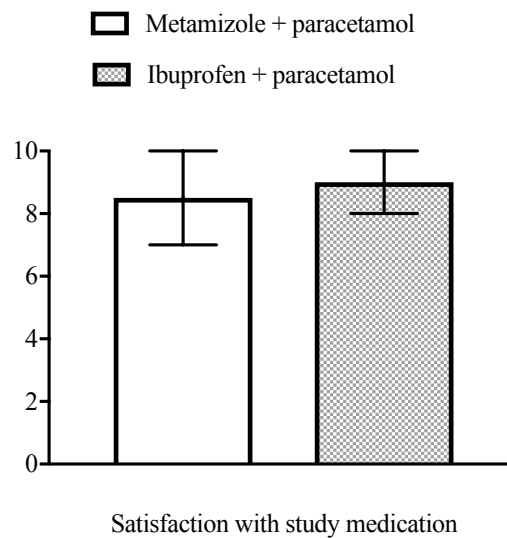 Metamizole + paracetamol
Ibuprofen + paracetamol
10
8
6
4
2
0
Satisfaction with study medication